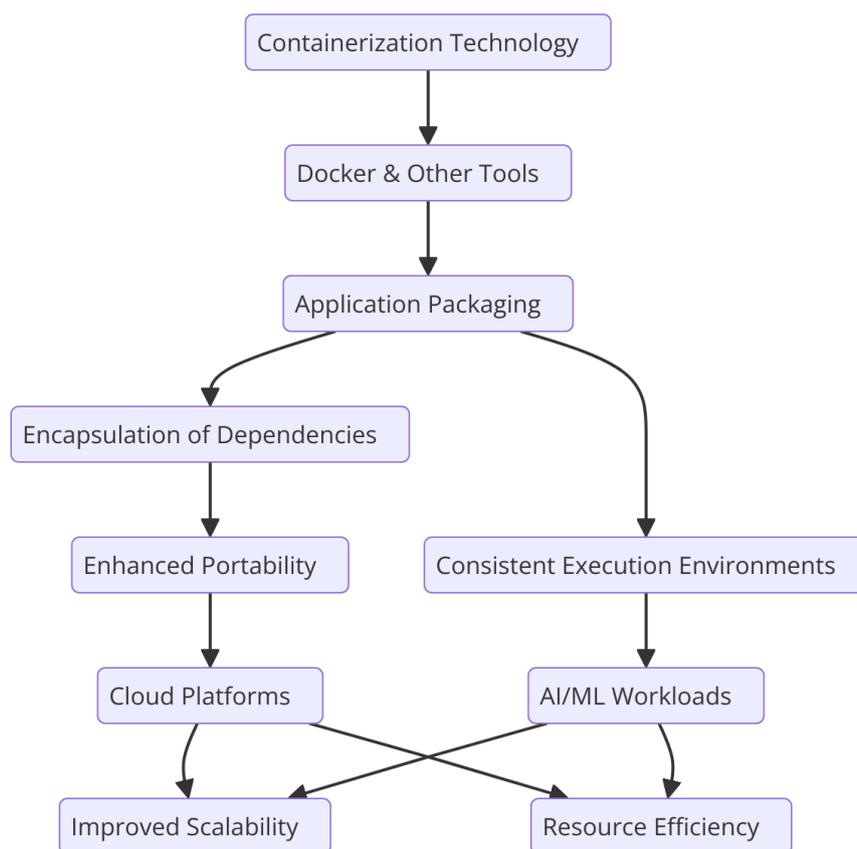 Containerization Technology
Docker & Other Tools
Application Packaging
Encapsulation of Dependencies
Enhanced Portability
Consistent Execution Environments
Cloud Platforms
AI/ML Workloads
Improved Scalability
Resource Efficiency